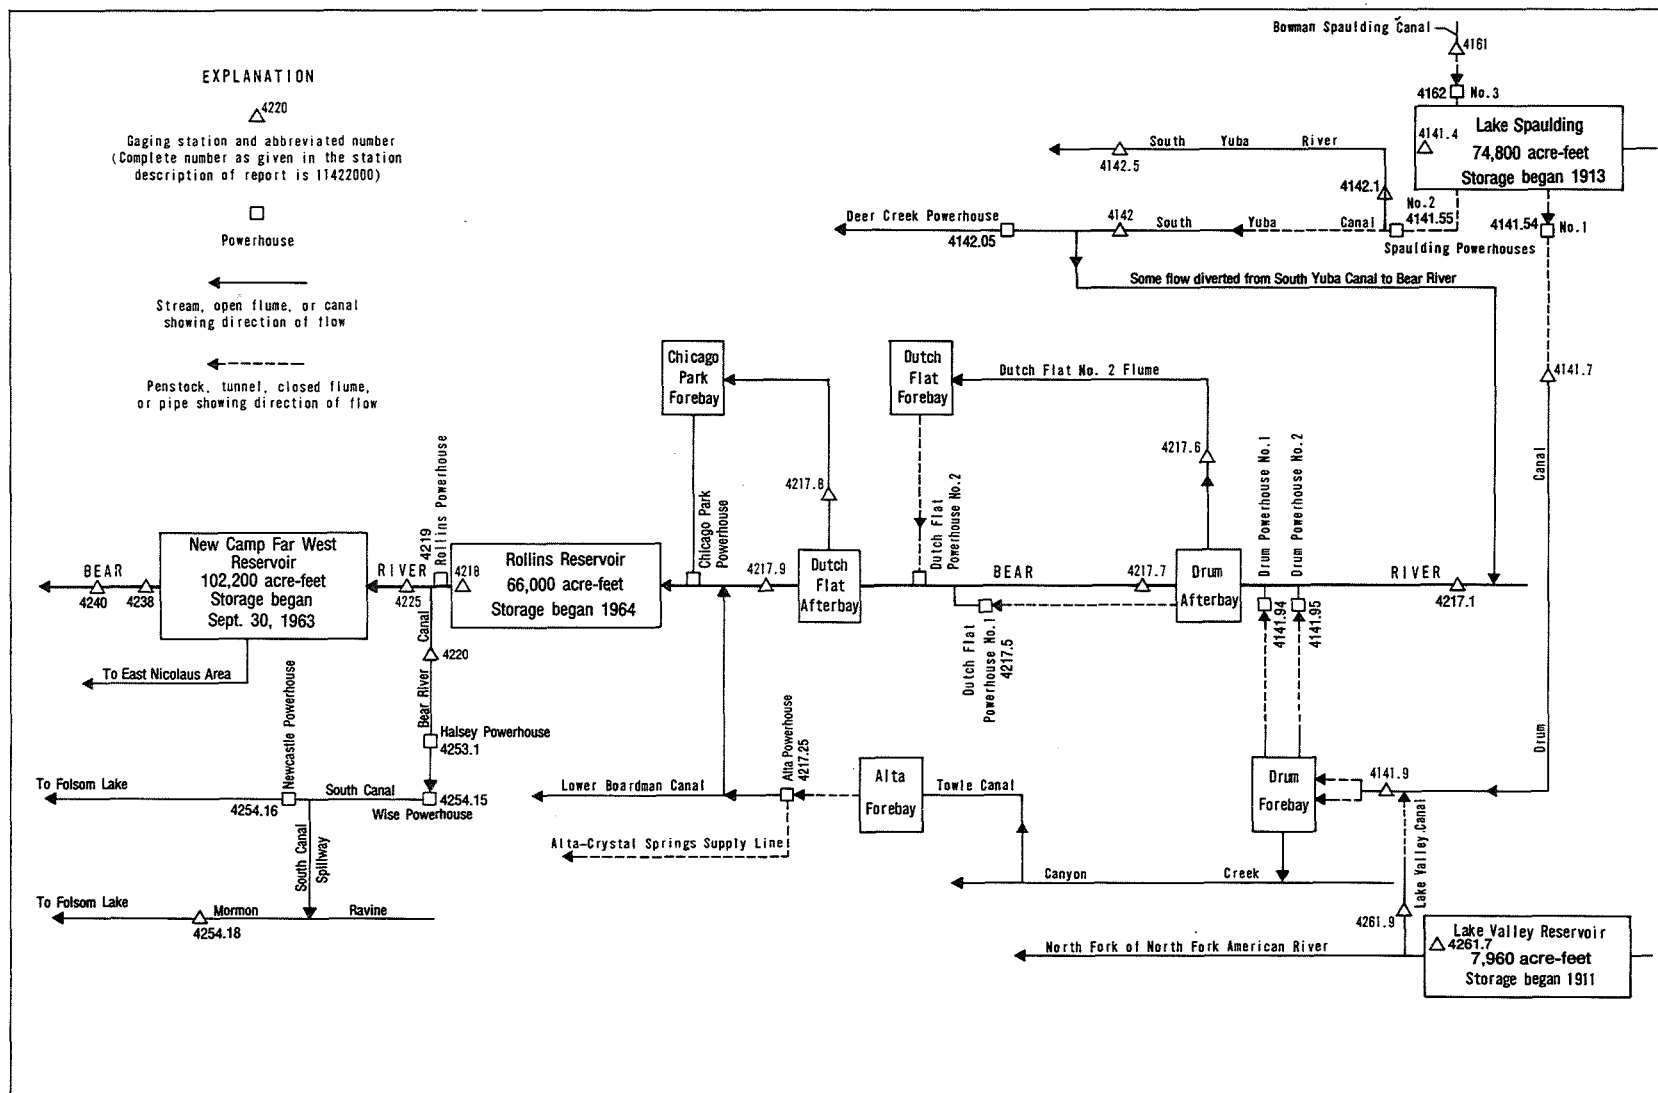 Bowman Spaulding Canal
4161
EXPLANATION
4220
Gaging station and abbreviated number
(Complete number as given in the station
description of report is 11422000)
Powerhouse
Stream, open flume, or canal
showing direction of flow
Penstock, tunnel, closed flume,
or pipe showing direction of flow
4162
No.3
4141.4
Lake Spaulding
74,800 acre-feet
Storage began 1913
South Yuba River
4142.5
4142.1
No.2
4141.55
4141.54
No.1
Spaulding Powerhouses
Deer Creek Powerhouse
4142.05
4142
South Yuba Canal
Some flow diverted from South Yuba Canal to Bear River
4141.7
Canal
Drum
Chicago
Park
Forebay
Dutch
Flat
Forebay
Dutch Flat No. 2 Flume
4217.6
4217.8
Drum Powerhouse No.1
Drum Powerhouse No.2
Dutch Flat
Powerhouse No.2
Chicago Park
Powerhouse
Rollins Powerhouse
4219
New Camp Far West
Reservoir
102,200 acre-feet
Storage began
Sept. 30, 1963
BEAR
4240
4238
RIVER
4225
4218
Rollins Reservoir
66,000 acre-feet
Storage began 1964
4217.9
Dutch
Flat
Afterbay
BEAR
4217.7
Drum
Afterbay
RIVER
4217.1
4141.94
4141.95
Dutch Flat
Powerhouse No.1
4217.5
To East Nicolaus Area
Bear River Canal
4220
Halsey Powerhouse
4253.1
Newcastle Powerhouse
To Folsom Lake
4254.16
South Canal
4254.15
Wise Powerhouse
South Canal
Spillway
To Folsom Lake
Mormon Ravine
4254.18
Lower Boardman Canal
Alta Powerhouse
4217.25
Alta-Crystal Springs Supply Line
Alta
Forebay
Towle Canal
Drum
Forebay
4141.9
Lake Valley Canal
Canyon Creek
4261.9
North Fork of North Fork American River
Lake Valley Reservoir
4261.7
7,960 acre-feet
Storage began 1911